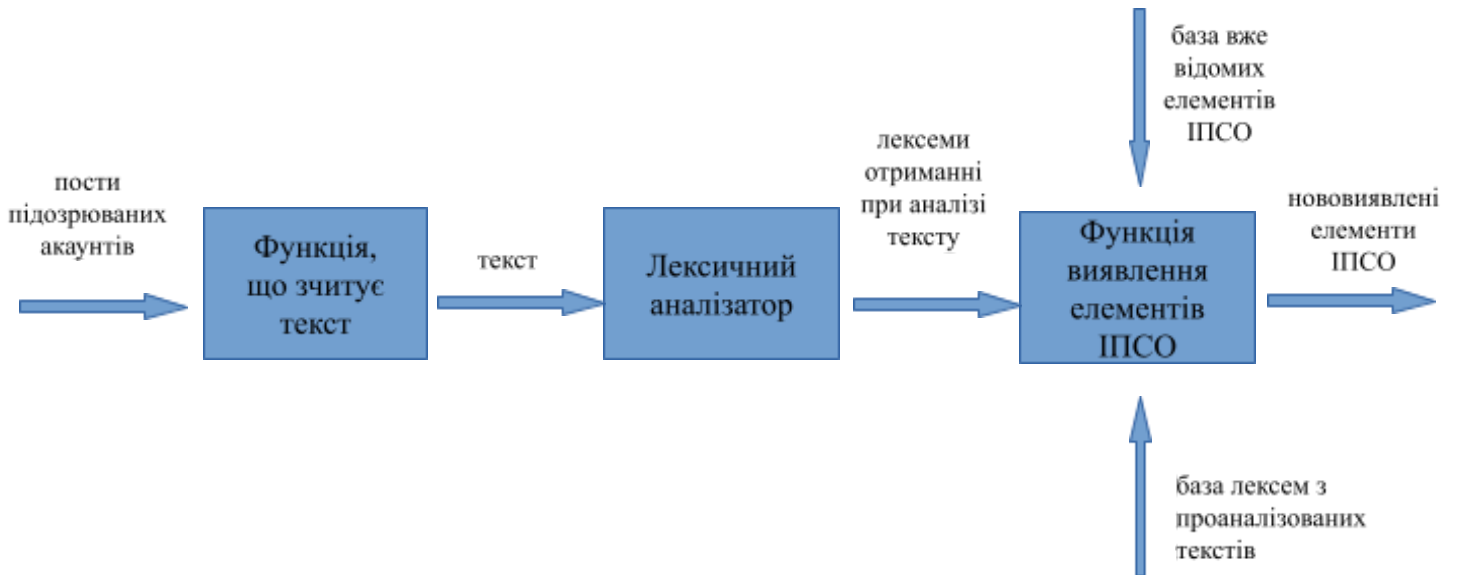 пости
підозрюваних
акаунтів
Функція,
що зчитує
текст
текст
Лексичний
аналізатор
лексеми
отриманні
при аналізі
тексту
база вже
відомих
елементів
ІПСО
Функція
виявлення
елементів
ІПСО
нововиявлені
елементи
ІПСО
база лексем з
проаналізованих
текстів